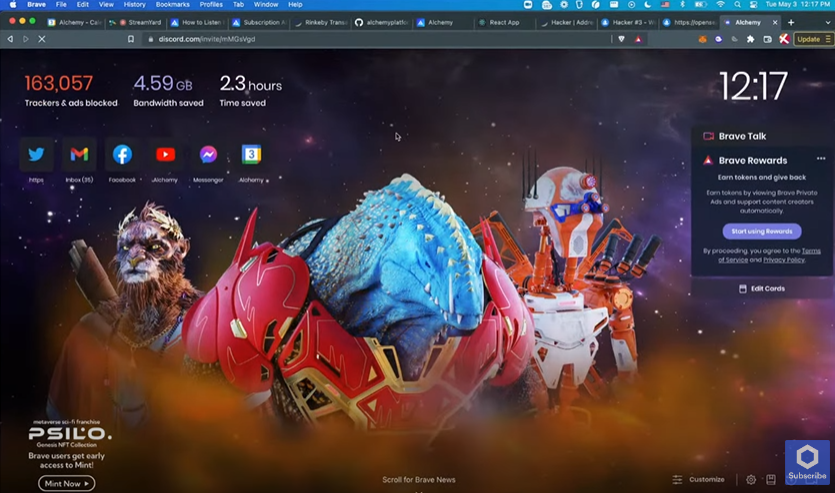 Brave File Edit View History Bookmarks Profiles Tab Window Help
Tue May 3 12:17 PM
Alchemy - Cale
StreamYard
How to Listen
Subscription A
Rinkeby Trans
alchemyplatfo
Alchemy
React App
Hacker | Addre
Hacker #3 - W
https://opensea
Alchemy
discord.com/invite/mMGsVgd
Update
163,057
Trackers & ads blocked
4.59 GB
Bandwidth saved
2.3 hours
Time saved
12:17
https
Inbox (35)
Facebook
Alchemy
Messenger
3
Alchemy
Brave Talk
Brave Rewards
Earn tokens and give back
Earn tokens by viewing Brave Private
Ads and support content creators
automatically.
Start using Rewards
By proceeding, you agree to the Terms
of Service and Privacy Policy.
Edit Cards
metaverse sci-fi franchise
PSILO.
Genesis NFT Collection
Brave users get early
access to Mint!
Mint Now
Scroll for Brave News
Customize
Subscribe